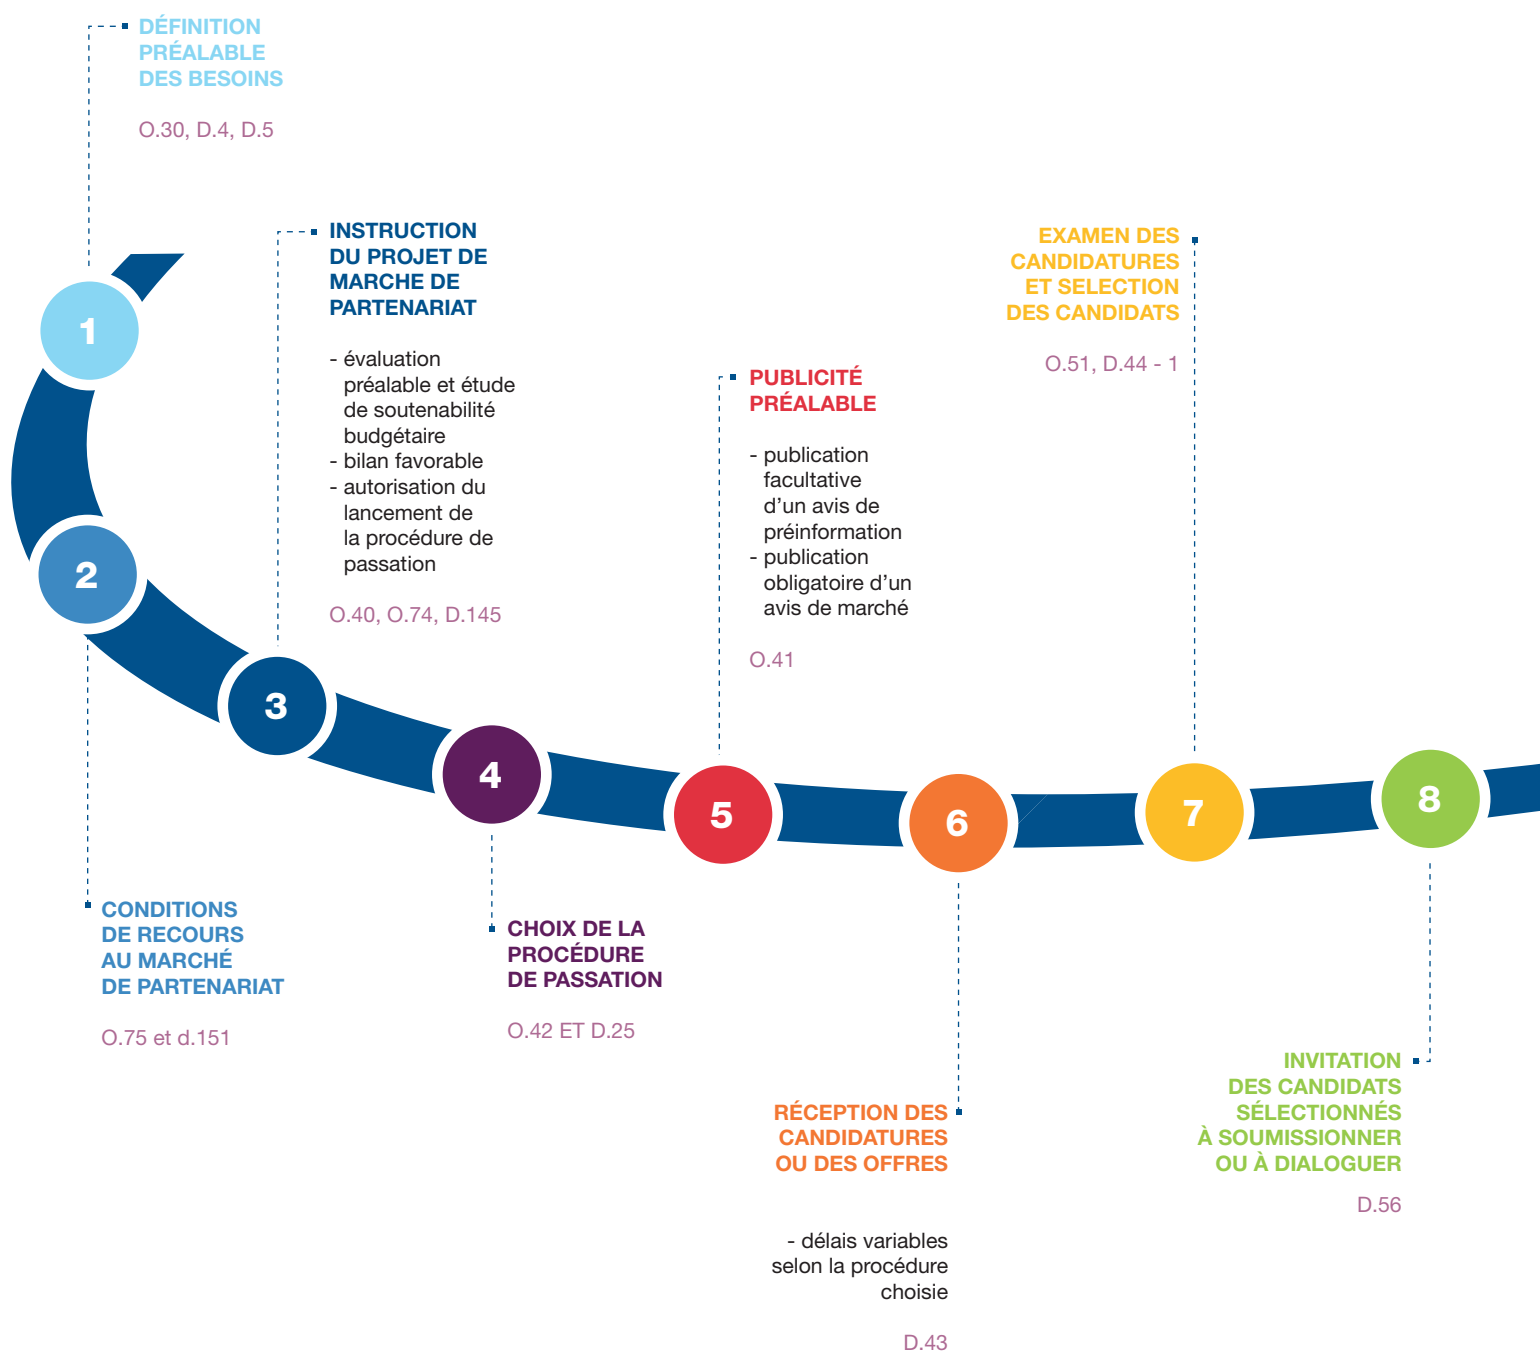 DÉFINITION
PRÉALABLE
DES BESOINS
O.30, D.4, D.5
1
CONDITIONS
DE RECOURS
AU MARCHÉ
DE PARTENARIAT
O.75 et d.151
2
INSTRUCTION
DU PROJET DE
MARCHE DE
PARTENARIAT
- évaluation
préalable et étude
de soutenabilité
budgétaire
- bilan favorable
- autorisation du
lancement de
la procédure de
passation
O.40, O.74, D.145
3
4
CHOIX DE LA
PROCÉDURE
DE PASSATION
O.42 ET D.25
PUBLICITÉ
PRÉALABLE
- publication
facultative
d’un avis de
préinformation
- publication
obligatoire d’un
avis de marché
O.41
5
6
RÉCEPTION DES
CANDIDATURES
OU DES OFFRES
- délais variables
selon la procédure
choisie
D.43
EXAMEN DES
CANDIDATURES
ET SELECTION
DES CANDIDATS
O.51, D.44 - 1
7
8
INVITATION
DES CANDIDATS
SÉLECTIONNÉS
À SOUMISSIONNER
OU À DIALOGUER
D.56